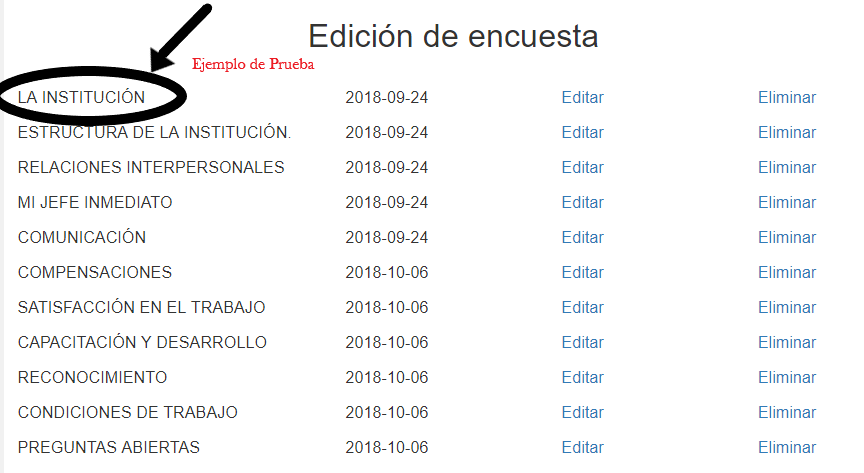 Edición de encuesta
Ejemplo de Prueba
LA INSTITUCIÓN 2018-09-24 Editar Eliminar
ESTRUCTURA DE LA INSTITUCIÓN. 2018-09-24 Editar Eliminar
RELACIONES INTERPERSONALES 2018-09-24 Editar Eliminar
MI JEFE INMEDIATO 2018-09-24 Editar Eliminar
COMUNICACIÓN 2018-09-24 Editar Eliminar
COMPENSACIONES 2018-10-06 Editar Eliminar
SATISFACCIÓN EN EL TRABAJO 2018-10-06 Editar Eliminar
CAPACITACIÓN Y DESARROLLO 2018-10-06 Editar Eliminar
RECONOCIMIENTO 2018-10-06 Editar Eliminar
CONDICIONES DE TRABAJO 2018-10-06 Editar Eliminar
PREGUNTAS ABIERTAS 2018-10-06 Editar Eliminar